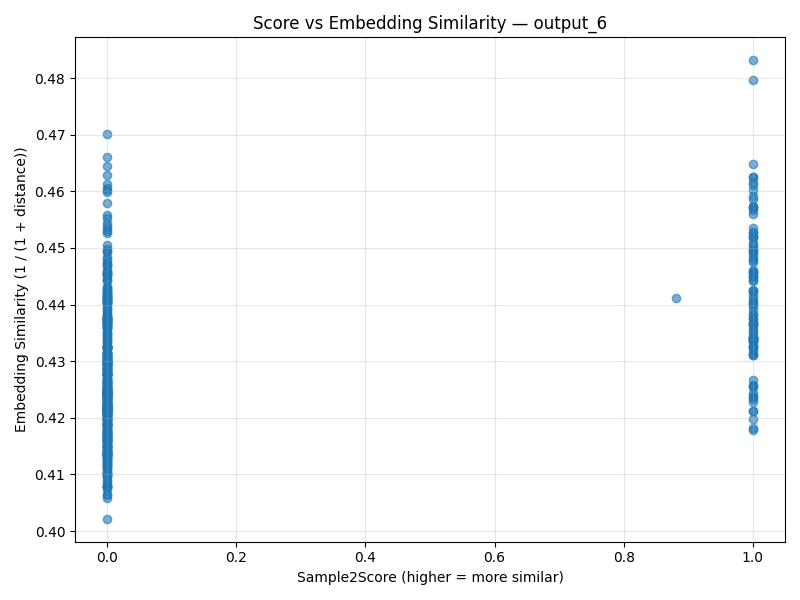 Score vs Embedding Similarity — output_6
Embedding Similarity (1 / (1 + distance))
0.48
0.47
0.46
0.45
0.44
0.43
0.42
0.41
0.40
0.0 0.2 0.4 0.6 0.8 1.0
Sample2Score (higher = more similar)